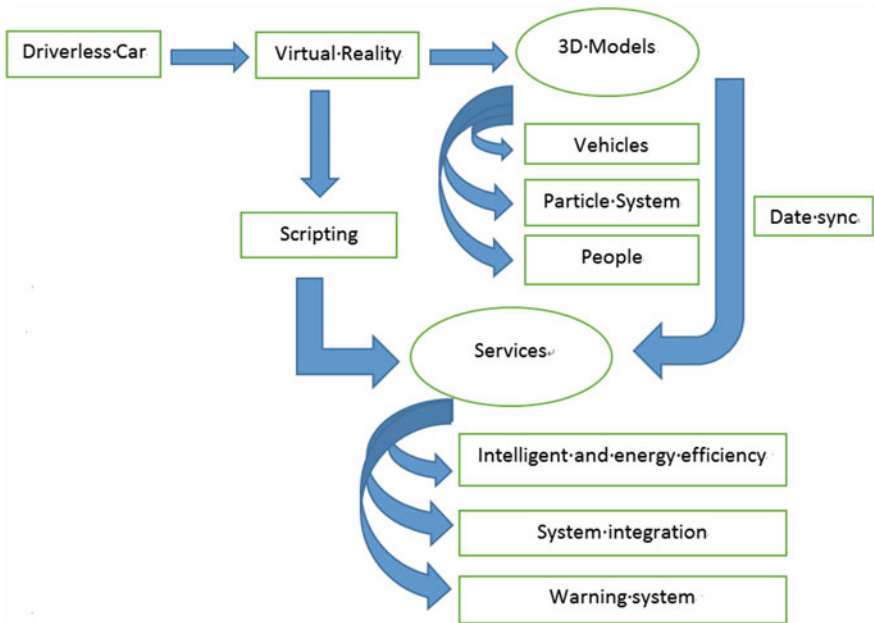 Driverless·Car
Virtual·Reality
3D·Models
Vehicles
Particle·System
People
Date·sync
Scripting
Services
Intelligent·and·energy·efficiency
System·integration
Warning·system